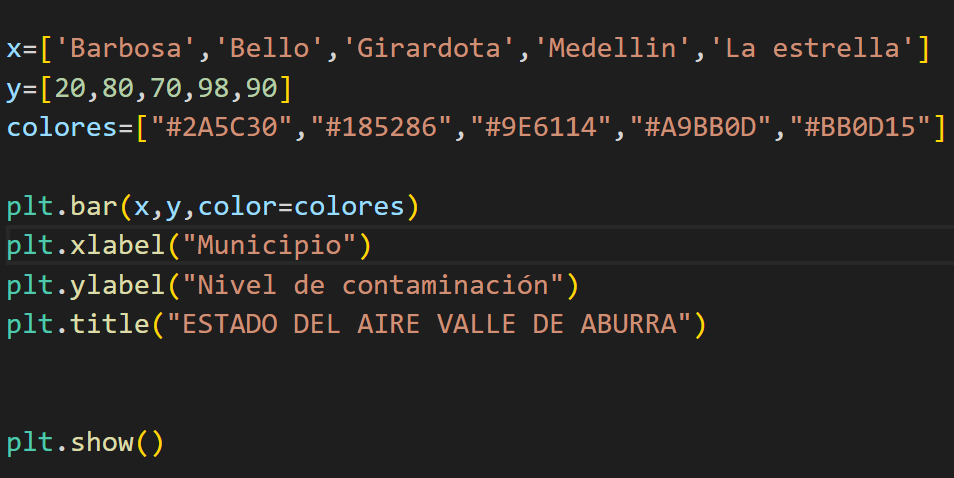 x=['Barbosa','Bello','Girardota','Medellin','La estrella']
y=[20,80,70,98,90]
colores=["#2A5C30","#185286","#9E6114","#A9BB0D","#BB0D15"]
plt.bar(x,y,color=colores)
plt.xlabel("Municipio")
plt.ylabel("Nivel de contaminación")
plt.title("ESTADO DEL AIRE VALLE DE ABURRA")
plt.show()